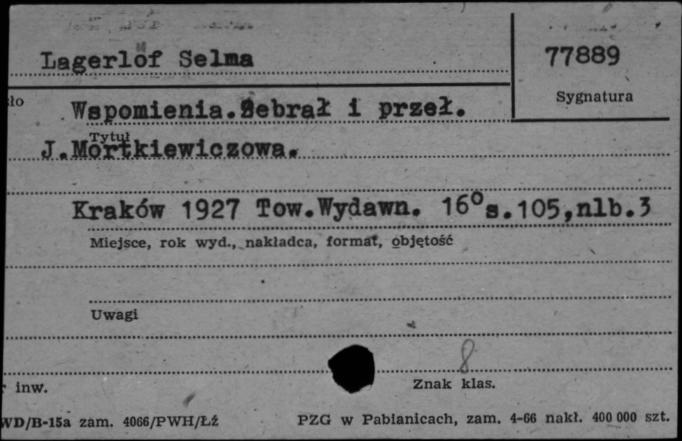 Lagerlöf Selma
77889
Sygnatura
ło
Wspomienia.Zebrał i przeł.
Tytuł
J.Mortkiewiczowa.
Kraków 1927 Tow.Wydawn. 16° s.105,nlb.3
Miejsce, rok wyd., nakładca, format, objętość
Uwagi
8
inw.
Znak klas.
WD/B-15a zam. 4066/PWH/Łź
PZG w Pabianicach, zam. 4-66 nakł. 400 000 szt.